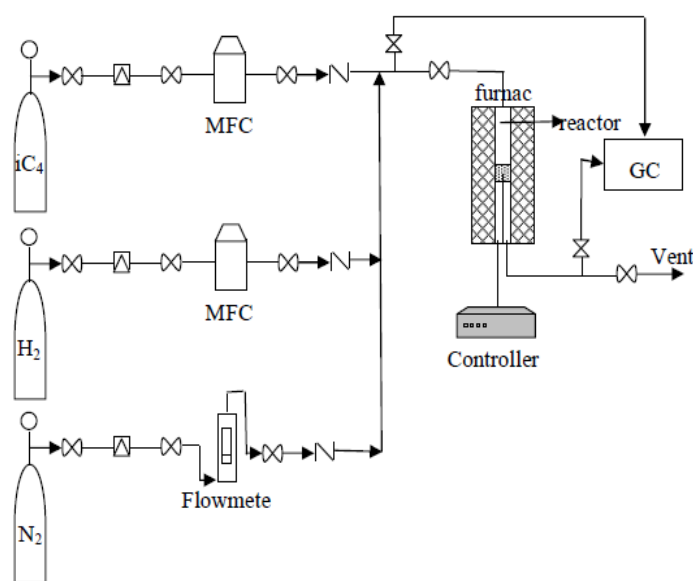 furnac
reactor
MFC
iC₄
GC
Vent
MFC
H₂
Controller
Flowmete
N₂